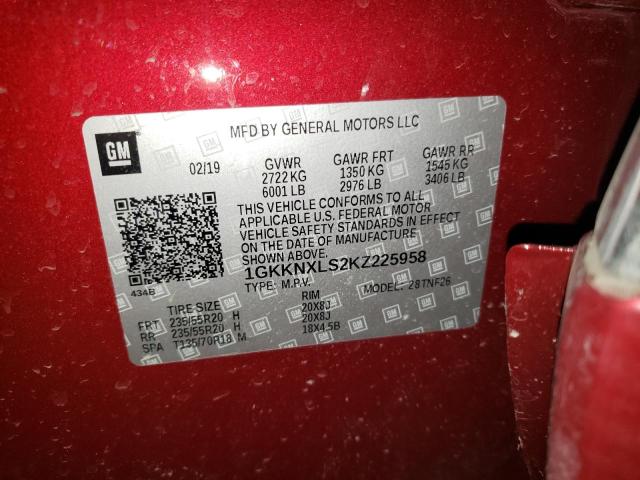 GM
MFD BY GENERAL MOTORS LLC
02/19 GVWR GAWR FRT GAWR RR
2722 KG 1350 KG 1545 KG
6001 LB 2976 LB 3406 LB
THIS VEHICLE CONFORMS TO ALL
APPLICABLE U.S. FEDERAL MOTOR
VEHICLE SAFETY STANDARDS IN EFFECT
ON THE DATE OF MANUFACTURE
SHOWN ABOVE.
1GKKNXLS2KZ225958
434B TYPE: M.P.V. MODEL: 28TNF26
TIRE SIZE RIM
FRT 235/55R20 H 20X8J
RR 235/55R20 H 20X8J
SPA T135/70R18 M 18X4.5B